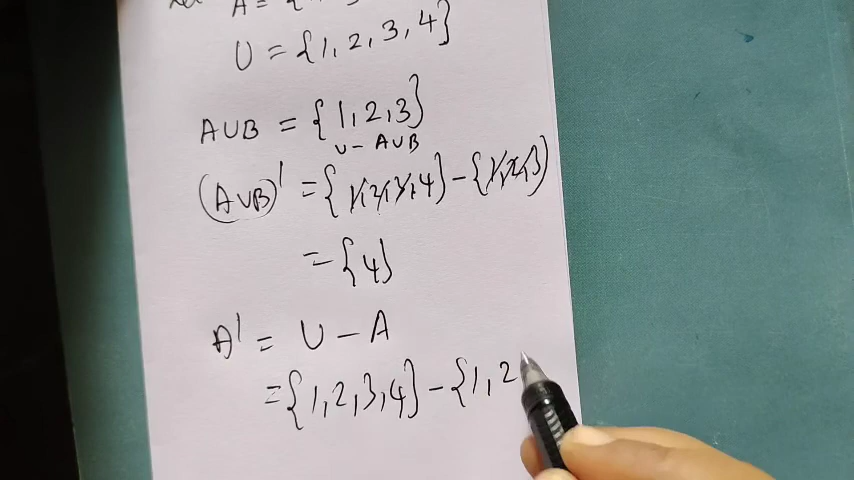 A = {
U = {1, 2, 3, 4}
A∪B = {1, 2, 3}
U - A∪B
(A∪B)' = {1, 2, 3, 4} - {1, 2, 3}
= {4}
A' = U - A
= {1, 2, 3, 4} - {1, 2